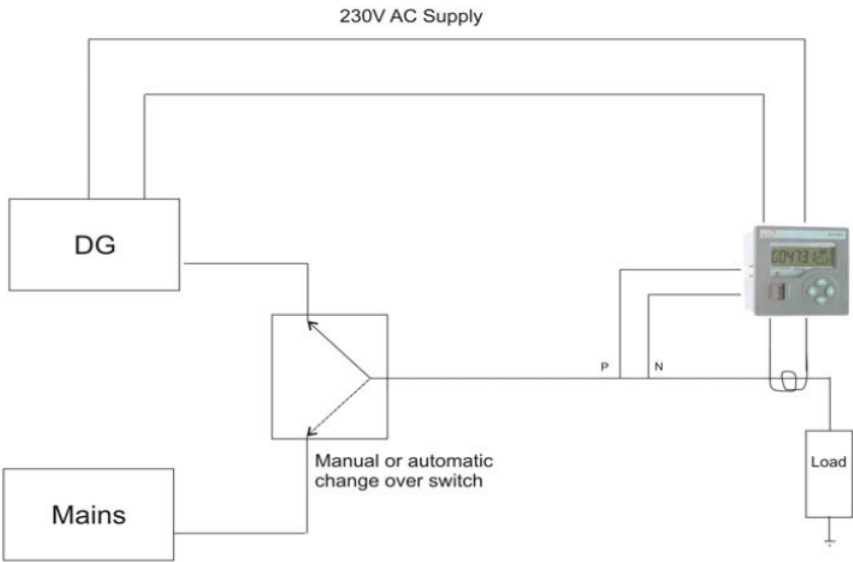 230V AC Supply
DG
P
N
Manual or automatic
change over switch
Load
Mains